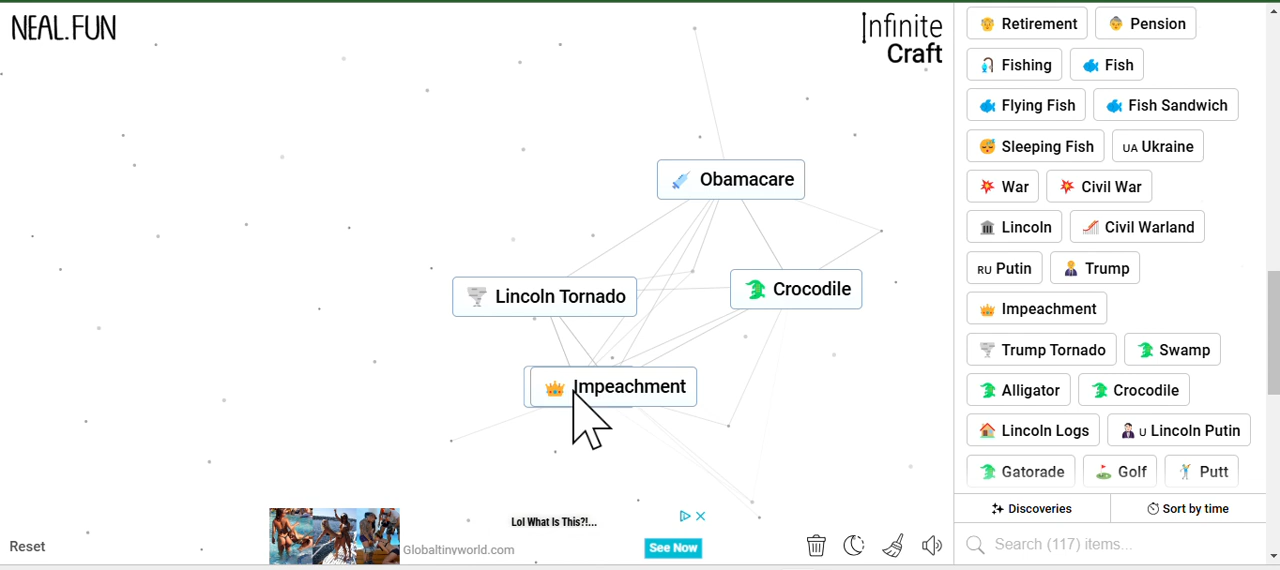 NEAL.FUN
Infinite
Craft
Obamacare
Lincoln Tornado
Crocodile
Impeachment
Retirement
Pension
Fishing
Fish
Flying Fish
Fish Sandwich
Sleeping Fish
UA Ukraine
War
Civil War
Lincoln
Civil Warland
RU Putin
Trump
Impeachment
Trump Tornado
Swamp
Alligator
Crocodile
Lincoln Logs
U Lincoln Putin
Gatorade
Golf
Putt
Discoveries
Sort by time
Search (117) items...
Reset
Globaltinyworld.com
Lol What Is This?!...
See Now